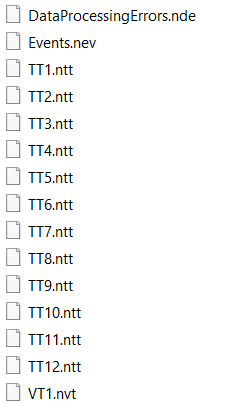 DataProcessingErrors.nde
Events.nev
TT1.ntt
TT2.ntt
TT3.ntt
TT4.ntt
TT5.ntt
TT6.ntt
TT7.ntt
TT8.ntt
TT9.ntt
TT10.ntt
TT11.ntt
TT12.ntt
VT1.nvt